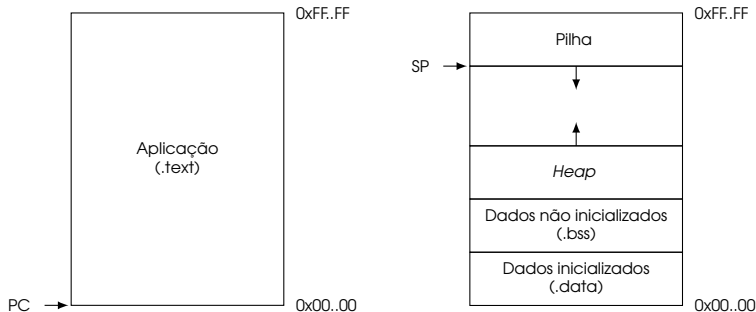 0xFF..FF
Aplicação
(.text)
PC
0x00..00
0xFF..FF
Pilha
SP
Heap
Dados não inicializados
(.bss)
Dados inicializados
(.data)
0x00..00